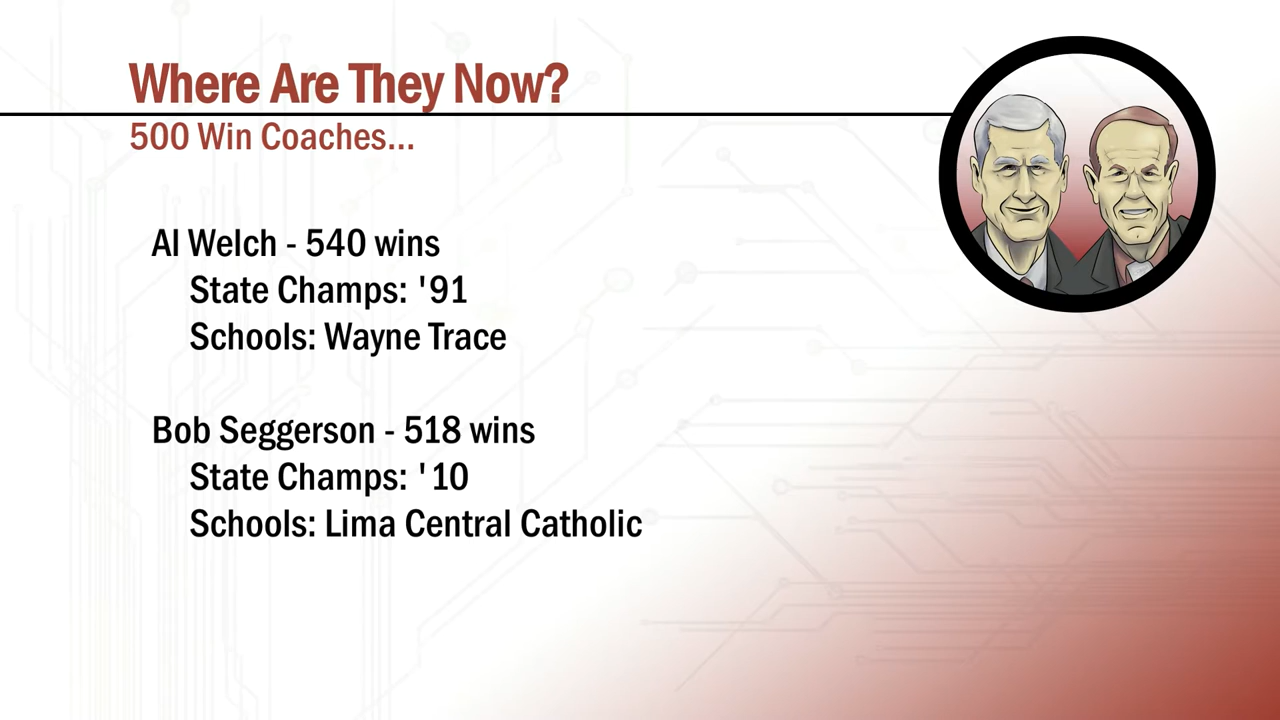 Where Are They Now?
500 Win Coaches...
Al Welch - 540 wins
State Champs: '91
Schools: Wayne Trace
Bob Seggerson - 518 wins
State Champs: '10
Schools: Lima Central Catholic